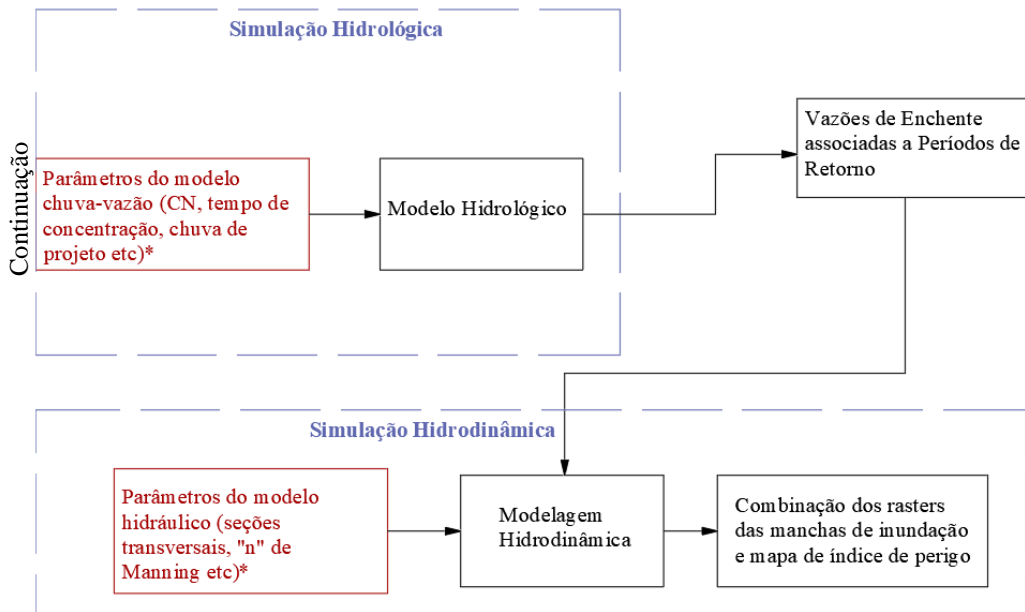 Simulação Hidrológica
Continuação
Parâmetros do modelo
chuva-vazão (CN, tempo de
concentração, chuva de
projeto etc)*
Modelo Hidrológico
Vazões de Enchente
associadas a Períodos de
Retorno
Simulação Hidrodinâmica
Parâmetros do modelo
hidráulico (seções
transversais, "n" de
Manning etc)*
Modelagem
Hidrodinâmica
Combinação dos rasters
das manchas de inundação
e mapa de índice de perigo